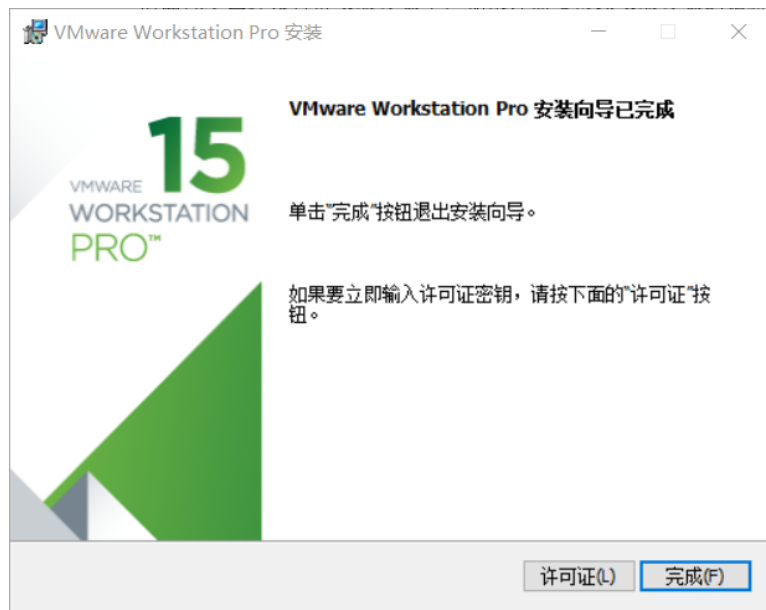 VMware Workstation Pro 安装
VMware Workstation Pro 安装向导已完成
15
VMWARE
WORKSTATION
PRO™
单击"完成"按钮退出安装向导。
如果要立即输入许可证密钥，请按下面的"许可证"按
钮。
许可证(L)
完成(F)